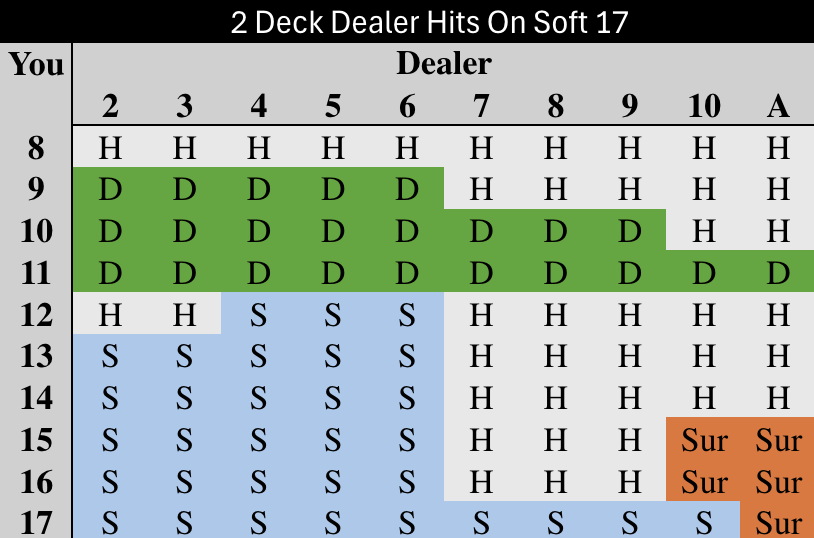 2 Deck Dealer Hits On Soft 17
You Dealer
2 3 4 5 6 7 8 9 10 A
8 H H H H H H H H H H
9 D D D D D H H H H H
10 D D D D D D D D H H
11 D D D D D D D D D D
12 H H S S S H H H H H
13 S S S S S H H H H H
14 S S S S S H H H H H
15 S S S S S H H H Sur Sur
16 S S S S S H H H Sur Sur
17 S S S S S S S S S Sur